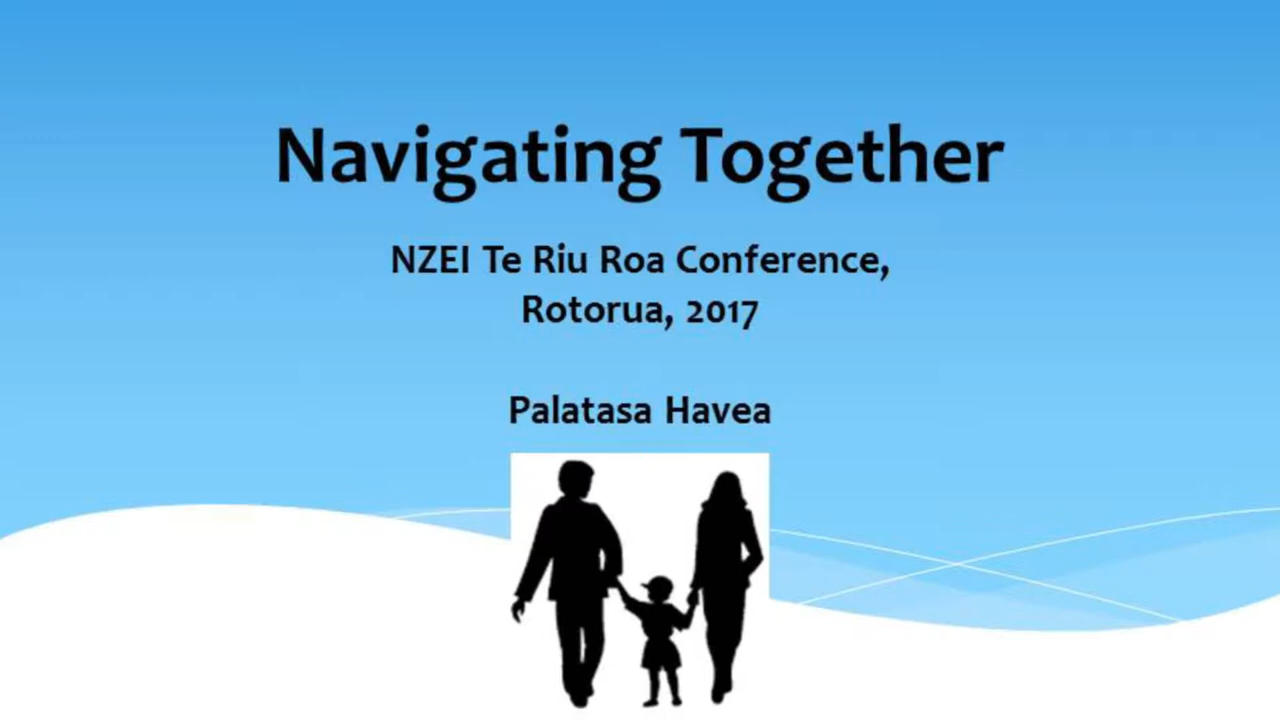 Navigating Together
NZEI Te Riu Roa Conference,
Rotorua, 2017
Palatasa Havea